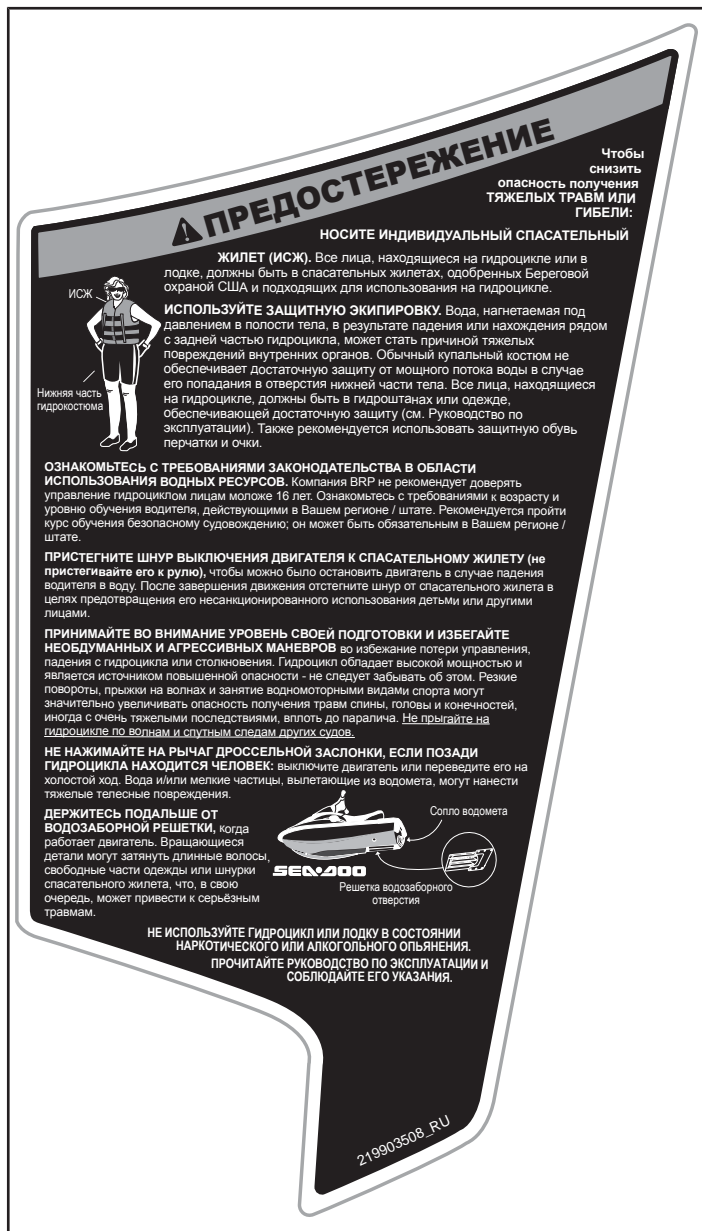 ПРЕДОСТЕРЕЖЕНИЕ
Чтобы
снизить
опасность получения
ТЯЖЕЛЫХ ТРАВМ ИЛИ
ГИБЕЛИ:
НОСИТЕ ИНДИВИДУАЛЬНЫЙ СПАСАТЕЛЬНЫЙ
ЖИЛЕТ (ИСЖ). Все лица, находящиеся на гидроцикле или в
лодке, должны быть в спасательных жилетах, одобренных Береговой
охраной США и подходящих для использования на гидроцикле.
ИСЖ
Нижняя часть
гидрокостюма
ИСПОЛЬЗУЙТЕ ЗАЩИТНУЮ ЭКИПИРОВКУ. Вода, нагнетаемая под
давлением в полости тела, в результате падения или нахождения рядом
с задней частью гидроцикла, может стать причиной тяжелых
повреждений внутренних органов. Обычный купальный костюм не
обеспечивает достаточную защиту от мощного потока воды в случае
его попадания в отверстия нижней части тела. Все лица, находящиеся
на гидроцикле, должны быть в гидроштанах или одежде,
обеспечивающей достаточную защиту (см. Руководство по
эксплуатации). Также рекомендуется использовать защитную обувь
перчатки и очки.
ОЗНАКОМЬТЕСЬ С ТРЕБОВАНИЯМИ ЗАКОНОДАТЕЛЬСТВА В ОБЛАСТИ
ИСПОЛЬЗОВАНИЯ ВОДНЫХ РЕСУРСОВ. Компания BRP не рекомендует доверять
управление гидроциклом лицам моложе 16 лет. Ознакомьтесь с требованиями к возрасту и
уровню обучения водителя, действующими в Вашем регионе / штате. Рекомендуется пройти
курс обучения безопасному судовождению; он может быть обязательным в Вашем регионе /
штате.
ПРИСТЕГНИТЕ ШНУР ВЫКЛЮЧЕНИЯ ДВИГАТЕЛЯ К СПАСАТЕЛЬНОМУ ЖИЛЕТУ (не
пристегивайте его к рулю), чтобы можно было остановить двигатель в случае падения
водителя в воду. После завершения движения отстегните шнур от спасательного жилета в
целях предотвращения его несанкционированного использования детьми или другими
лицами.
ПРИНИМАЙТЕ ВО ВНИМАНИЕ УРОВЕНЬ СВОЕЙ ПОДГОТОВКИ И ИЗБЕГАЙТЕ
НЕОБДУМАННЫХ И АГРЕССИВНЫХ МАНЕВРОВ во избежание потери управления,
падения с гидроцикла или столкновения. Гидроцикл обладает высокой мощностью и
является источником повышенной опасности - не следует забывать об этом. Резкие
повороты, прыжки на волнах и занятие водномоторными видами спорта могут
значительно увеличивать опасность получения травм спины, головы и конечностей,
иногда с очень тяжелыми последствиями, вплоть до паралича. Не прыгайте на
гидроцикле по волнам и спутным следам других судов.
НЕ НАЖИМАЙТЕ НА РЫЧАГ ДРОССЕЛЬНОЙ ЗАСЛОНКИ, ЕСЛИ ПОЗАДИ
ГИДРОЦИКЛА НАХОДИТСЯ ЧЕЛОВЕК: выключите двигатель или переведите его на
холостой ход. Вода и/или мелкие частицы, вылетающие из водомета, могут нанести
тяжелые телесные повреждения.
ДЕРЖИТЕСЬ ПОДАЛЬШЕ ОТ
ВОДОЗАБОРНОЙ РЕШЕТКИ, когда
работает двигатель. Вращающиеся
детали могут затянуть длинные волосы,
свободные части одежды или шнурки
спасательного жилета, что, в свою
очередь, может привести к серьёзным
травмам.
Сопло водомета
SEA-DOO
Решетка водозаборного
отверстия
НЕ ИСПОЛЬЗУЙТЕ ГИДРОЦИКЛ ИЛИ ЛОДКУ В СОСТОЯНИИ
НАРКОТИЧЕСКОГО ИЛИ АЛКОГОЛЬНОГО ОПЬЯНЕНИЯ.
ПРОЧИТАЙТЕ РУКОВОДСТВО ПО ЭКСПЛУАТАЦИИ И
СОБЛЮДАЙТЕ ЕГО УКАЗАНИЯ.
219903508_RU